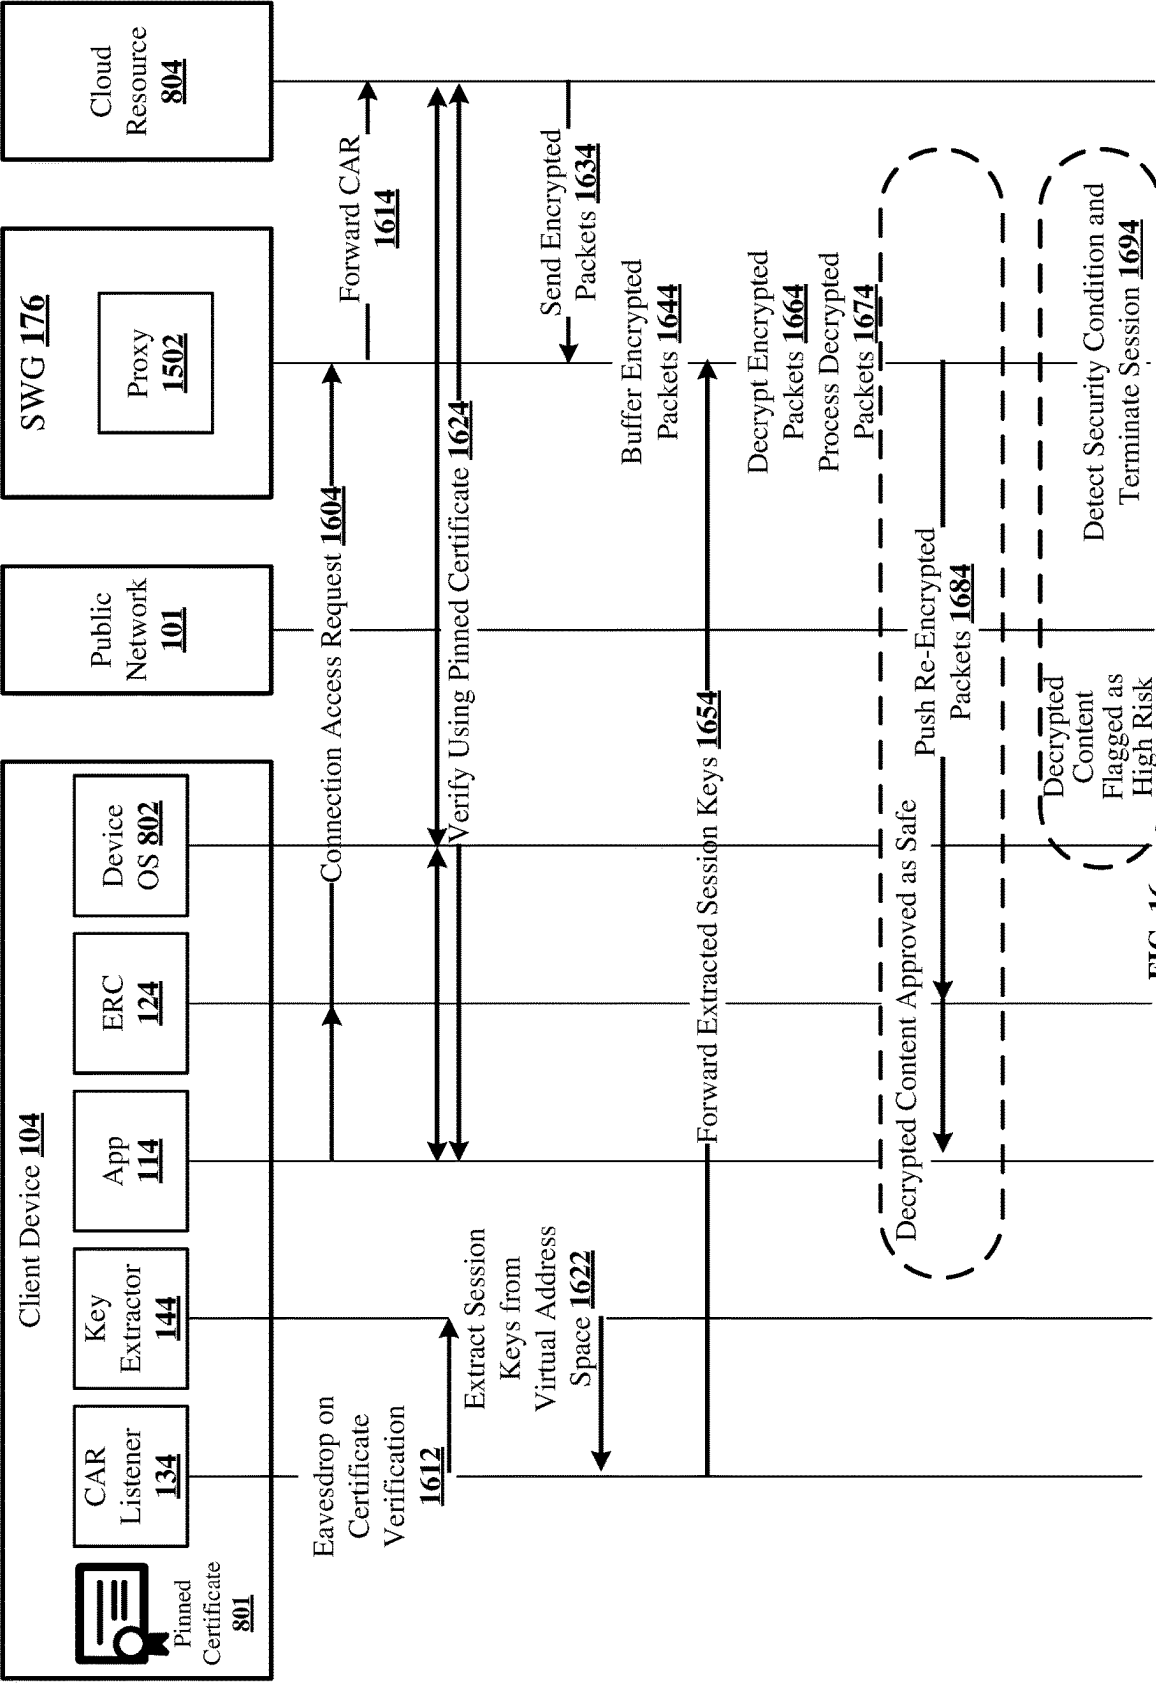 Client Device 104
Pinned
Certificate
801
CAR
Listener
134
Key
Extractor
144
App
114
ERC
124
Device
OS 802
Public
Network
101
SWG 176
Proxy
1502
Cloud
Resource
804
Connection Access Request 1604
Forward CAR
1614
Eavesdrop on
Certificate
Verification
1612
Verify Using Pinned Certificate 1624
Extract Session
Keys from
Virtual Address
Space 1622
Send Encrypted
Packets 1634
Buffer Encrypted
Packets 1644
Forward Extracted Session Keys 1654
Decrypt Encrypted
Packets 1664
Process Decrypted
Packets 1674
Decrypted Content Approved as Safe
Push Re-Encrypted
Packets 1684
Decrypted
Content
Flagged as
High Risk
Detect Security Condition and
Terminate Session 1694